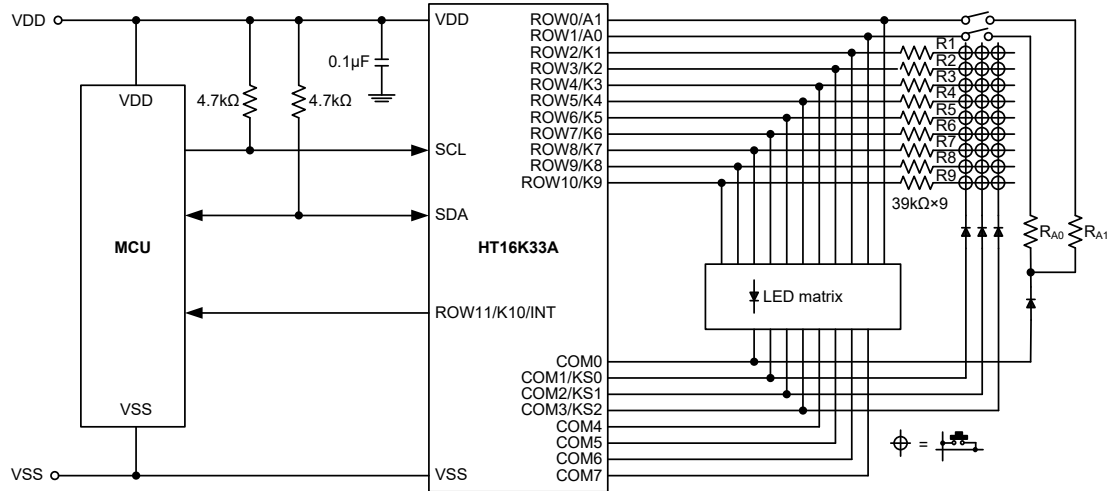 VDD
VDD
4.7kΩ
4.7kΩ
0.1μF
MCU
VSS
VSS
VDD
SCL
SDA
HT16K33A
ROW11/K10/INT
VSS
ROW0/A1
ROW1/A0
ROW2/K1
ROW3/K2
ROW4/K3
ROW5/K4
ROW6/K5
ROW7/K6
ROW8/K7
ROW9/K8
ROW10/K9
COM0
COM1/KS0
COM2/KS1
COM3/KS2
COM4
COM5
COM6
COM7
R1
R2
R3
R4
R5
R6
R7
R8
R9
39kΩ×9
RA0
RA1
LED matrix
=